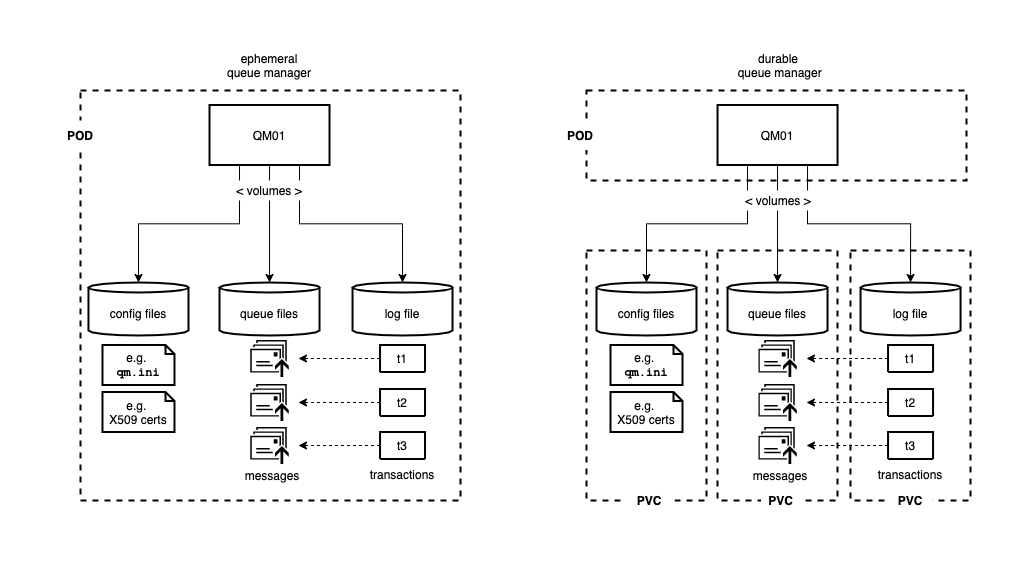 ephemeral
queue manager
POD
QM01
< volumes >
config files
queue files
log file
e.g.
qm.ini
e.g.
X509 certs
t1
t2
t3
messages
transactions
durable
queue manager
POD
QM01
< volumes >
config files
queue files
log file
e.g.
qm.ini
e.g.
X509 certs
t1
t2
t3
messages
transactions
PVC
PVC
PVC